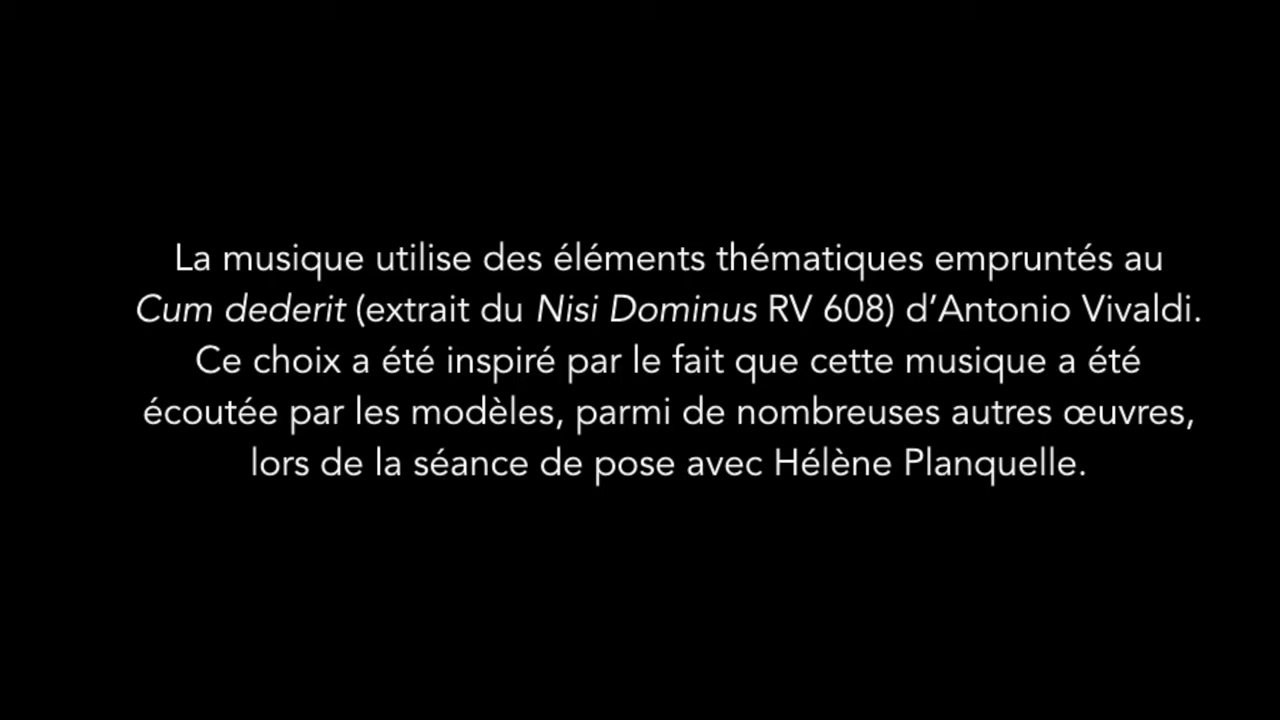 La musique utilise des éléments thématiques empruntés au
Cum dederit (extrait du Nisi Dominus RV 608) d’Antonio Vivaldi.
Ce choix a été inspiré par le fait que cette musique a été
écoutée par les modèles, parmi de nombreuses autres œuvres,
lors de la séance de pose avec Hélène Planquelle.